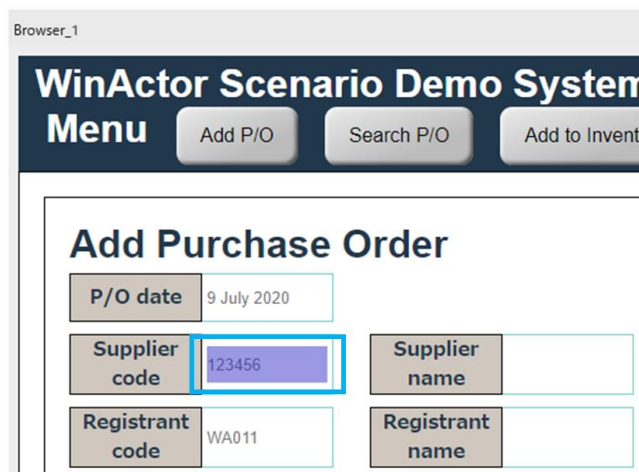 Browser_1
WinActor Scenario Demo System
Menu Add P/O Search P/O Add to Invent
Add Purchase Order
P/O date 9 July 2020
Supplier code 123456 Supplier name
Registrant code WA011 Registrant name